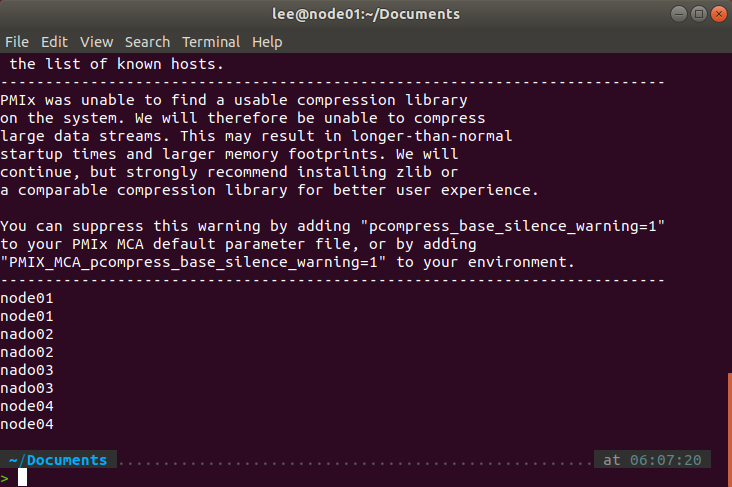 lee@node01:~/Documents
File Edit View Search Terminal Help
the list of known hosts.
--------------------------------------------------------------------------
PMIx was unable to find a usable compression library
on the system. We will therefore be unable to compress
large data streams. This may result in longer-than-normal
startup times and larger memory footprints. We will
continue, but strongly recommend installing zlib or
a comparable compression library for better user experience.
You can suppress this warning by adding "pcompress_base_silence_warning=1"
to your PMIx MCA default parameter file, or by adding
"PMIX_MCA_pcompress_base_silence_warning=1" to your environment.
--------------------------------------------------------------------------
node01
node01
nado02
nado02
nado03
nado03
node04
node04
~/Documents ..................................................... at 06:07:20
>